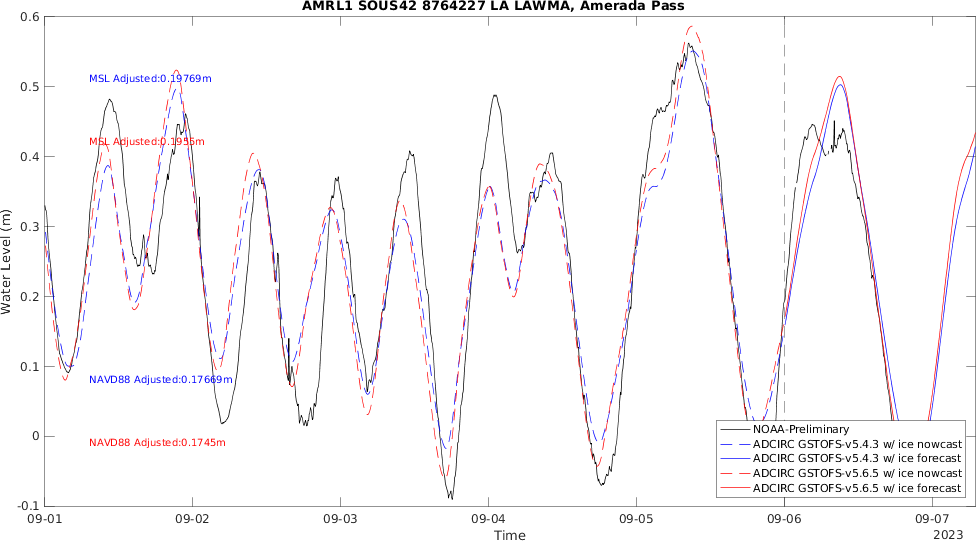 AMRL1 SOUS42 8764227 LA LAWMA, Amerada Pass
Water Level (m)
0.6
0.5
0.4
0.3
0.2
0.1
0
-0.1
MSL Adjusted:0.19769m
MSL Adjusted:0.1955m
NAVD88 Adjusted:0.17669m
NAVD88 Adjusted:0.1745m
NOAA-Preliminary
ADCIRC GSTOFS-v5.4.3 w/ ice nowcast
ADCIRC GSTOFS-v5.4.3 w/ ice forecast
ADCIRC GSTOFS-v5.6.5 w/ ice nowcast
ADCIRC GSTOFS-v5.6.5 w/ ice forecast
09-01 09-02 09-03 09-04 09-05 09-06 09-07
Time
2023